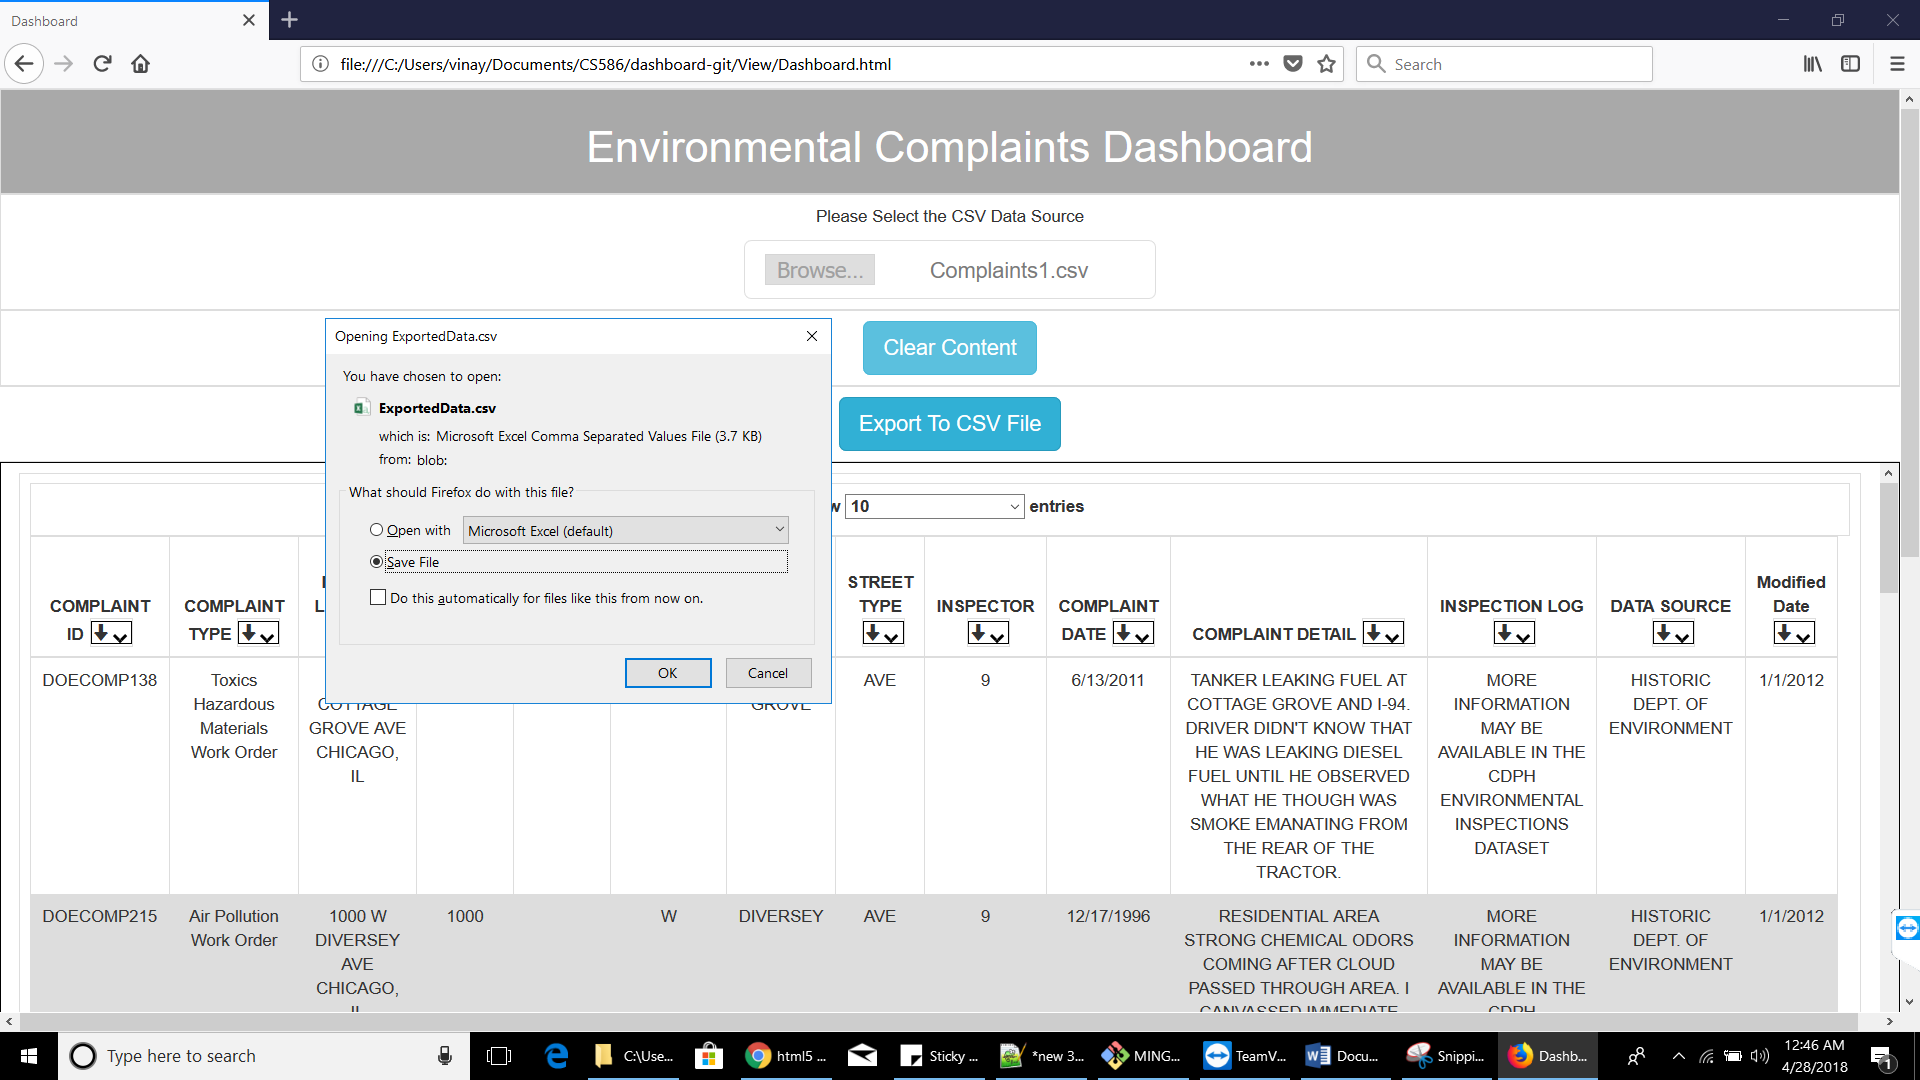 Dashboard
file:///C:/Users/vinay/Documents/CS586/dashboard-git/View/Dashboard.html
Search
Environmental Complaints Dashboard
Please Select the CSV Data Source
Browse... Complaints1.csv
Clear Content
Export To CSV File
Opening ExportedData.csv
You have chosen to open:
ExportedData.csv
which is: Microsoft Excel Comma Separated Values File (3.7 KB)
from: blob:
What should Firefox do with this file?
Open with Microsoft Excel (default)
Save File
Do this automatically for files like this from now on.
OK Cancel
w 10 entries
COMPLAINT
ID
COMPLAINT
TYPE
L
STREET
TYPE
INSPECTOR
COMPLAINT
DATE
COMPLAINT DETAIL
INSPECTION LOG
DATA SOURCE
Modified
Date
DOECOMP138
Toxics
Hazardous
Materials
Work Order
COTTAGE
GROVE AVE
CHICAGO,
IL
GROVE
AVE
9
6/13/2011
TANKER LEAKING FUEL AT
COTTAGE GROVE AND I-94.
DRIVER DIDN'T KNOW THAT
HE WAS LEAKING DIESEL
FUEL UNTIL HE OBSERVED
WHAT HE THOUGH WAS
SMOKE EMANATING FROM
THE REAR OF THE
TRACTOR.
MORE
INFORMATION
MAY BE
AVAILABLE IN THE
CDPH
ENVIRONMENTAL
INSPECTIONS
DATASET
HISTORIC
DEPT. OF
ENVIRONMENT
1/1/2012
DOECOMP215
Air Pollution
Work Order
1000 W
DIVERSEY
AVE
CHICAGO,
IL
1000
W
DIVERSEY
AVE
9
12/17/1996
RESIDENTIAL AREA
STRONG CHEMICAL ODORS
COMING AFTER CLOUD
PASSED THROUGH AREA. I
CANVASSED IMMEDIATE
MORE
INFORMATION
MAY BE
AVAILABLE IN THE
CDPH
HISTORIC
DEPT. OF
ENVIRONMENT
1/1/2012
Type here to search
C:\Use...
html5 ...
Sticky ...
*new 3...
MING...
TeamV...
Docu...
Snippi...
Dashb...
12:46 AM
4/28/2018
1